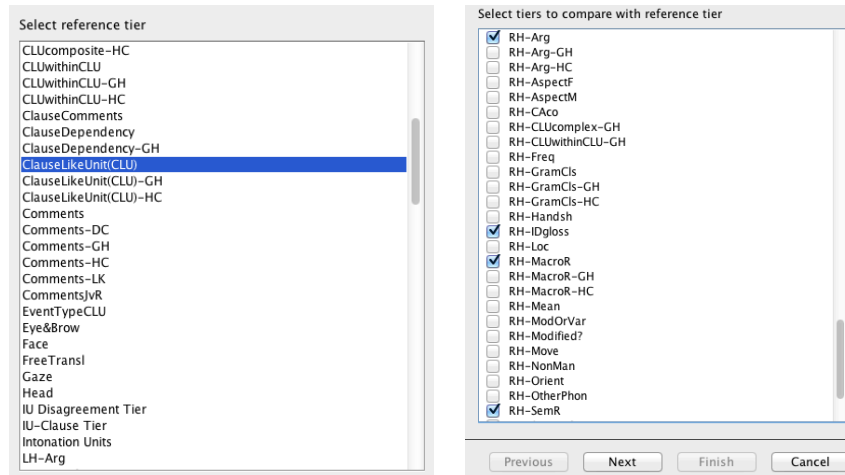 Select reference tier
CLUcomposite-HC
CLUwithinCLU
CLUwithinCLU-GH
CLUwithinCLU-HC
ClauseComments
ClauseDependency
ClauseDependency-GH
ClauseLikeUnit(CLU)
ClauseLikeUnit(CLU)-GH
ClauseLikeUnit(CLU)-HC
Comments
Comments-DC
Comments-GH
Comments-HC
Comments-LK
CommentsJvR
EventTypeCLU
Eye&Brow
Face
FreeTransl
Gaze
Head
IU Disagreement Tier
IU-Clause Tier
Intonation Units
LH-Arg
Select tiers to compare with reference tier
RH-Arg
RH-Arg-GH
RH-Arg-HC
RH-AspectF
RH-AspectM
RH-CAco
RH-CLUcomplex-GH
RH-CLUwithinCLU-GH
RH-Freq
RH-GramCls
RH-GramCls-GH
RH-GramCls-HC
RH-Handsh
RH-IDgloss
RH-Loc
RH-MacroR
RH-MacroR-GH
RH-MacroR-HC
RH-Mean
RH-ModOrVar
RH-Modified?
RH-Move
RH-NonMan
RH-Orient
RH-OtherPhon
RH-SemR
Previous Next Finish Cancel